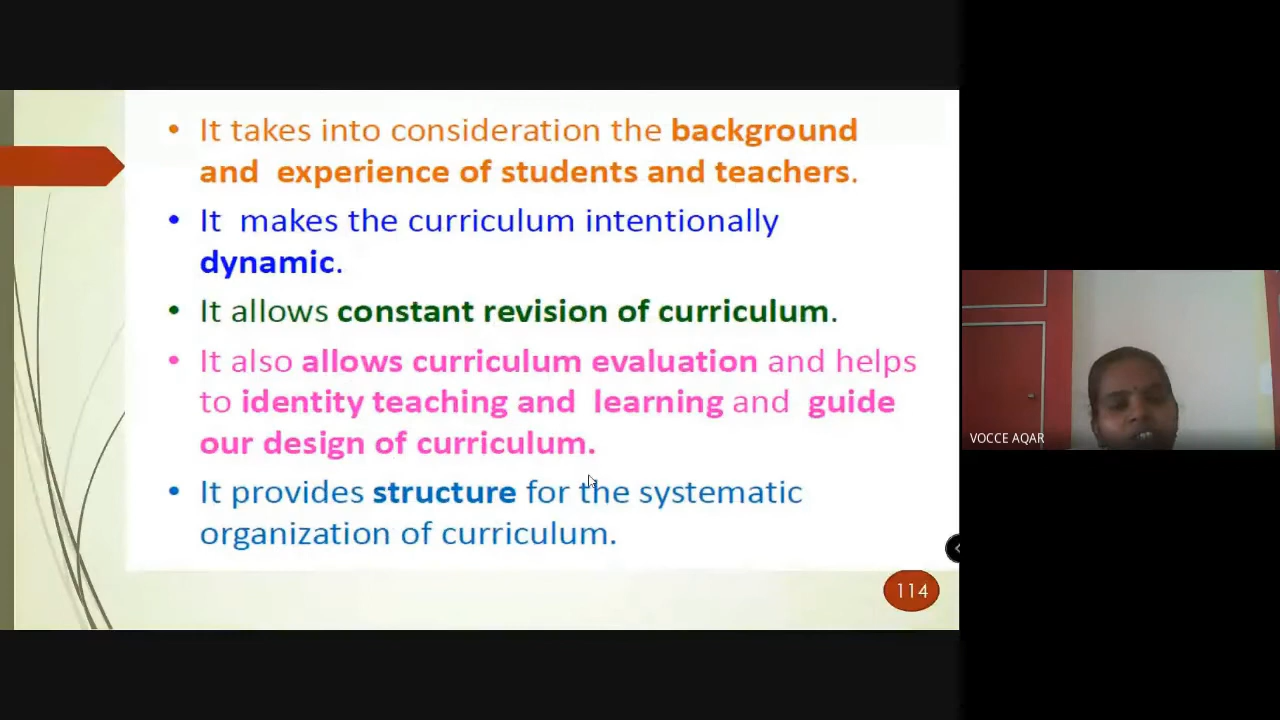 • It takes into consideration the background
and experience of students and teachers.
• It makes the curriculum intentionally
dynamic.
• It allows constant revision of curriculum.
• It also allows curriculum evaluation and helps
to identity teaching and learning and guide
our design of curriculum.
• It provides structure for the systematic
organization of curriculum.
114
VOCCE AQAR